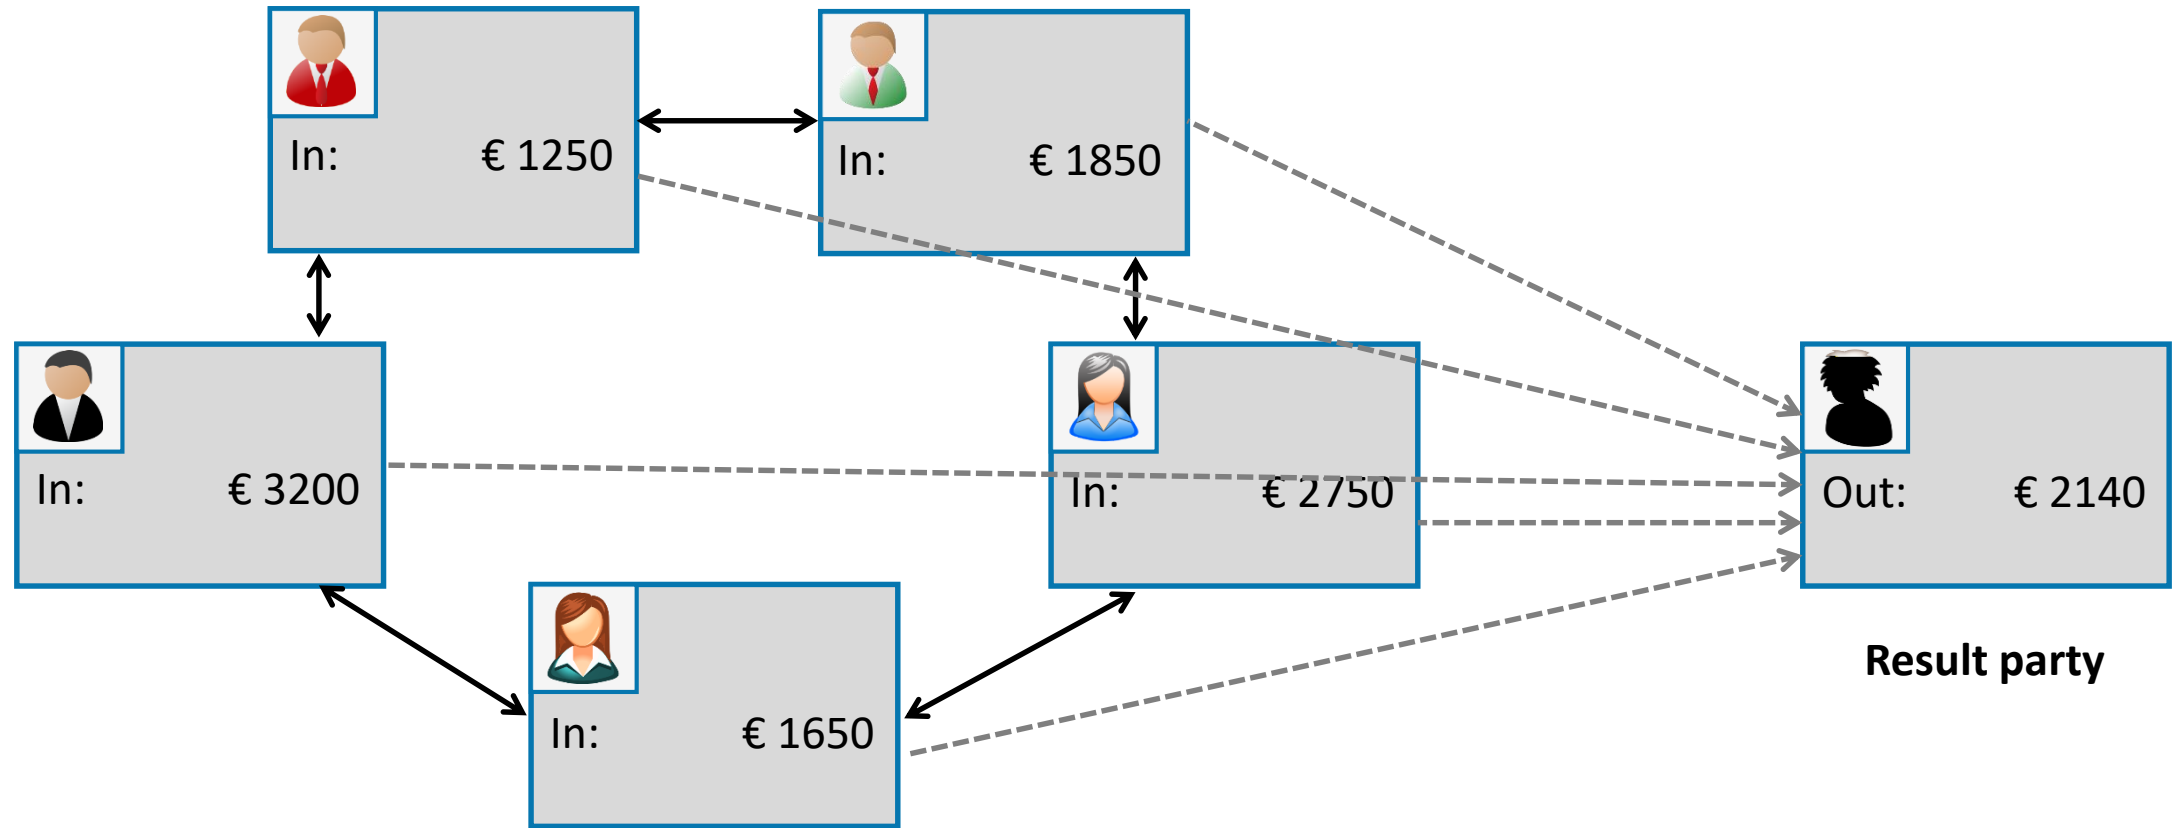 In: € 1250
In: € 1850
In: € 3200
In: € 2750
Out: € 2140
Result party
In: € 1650